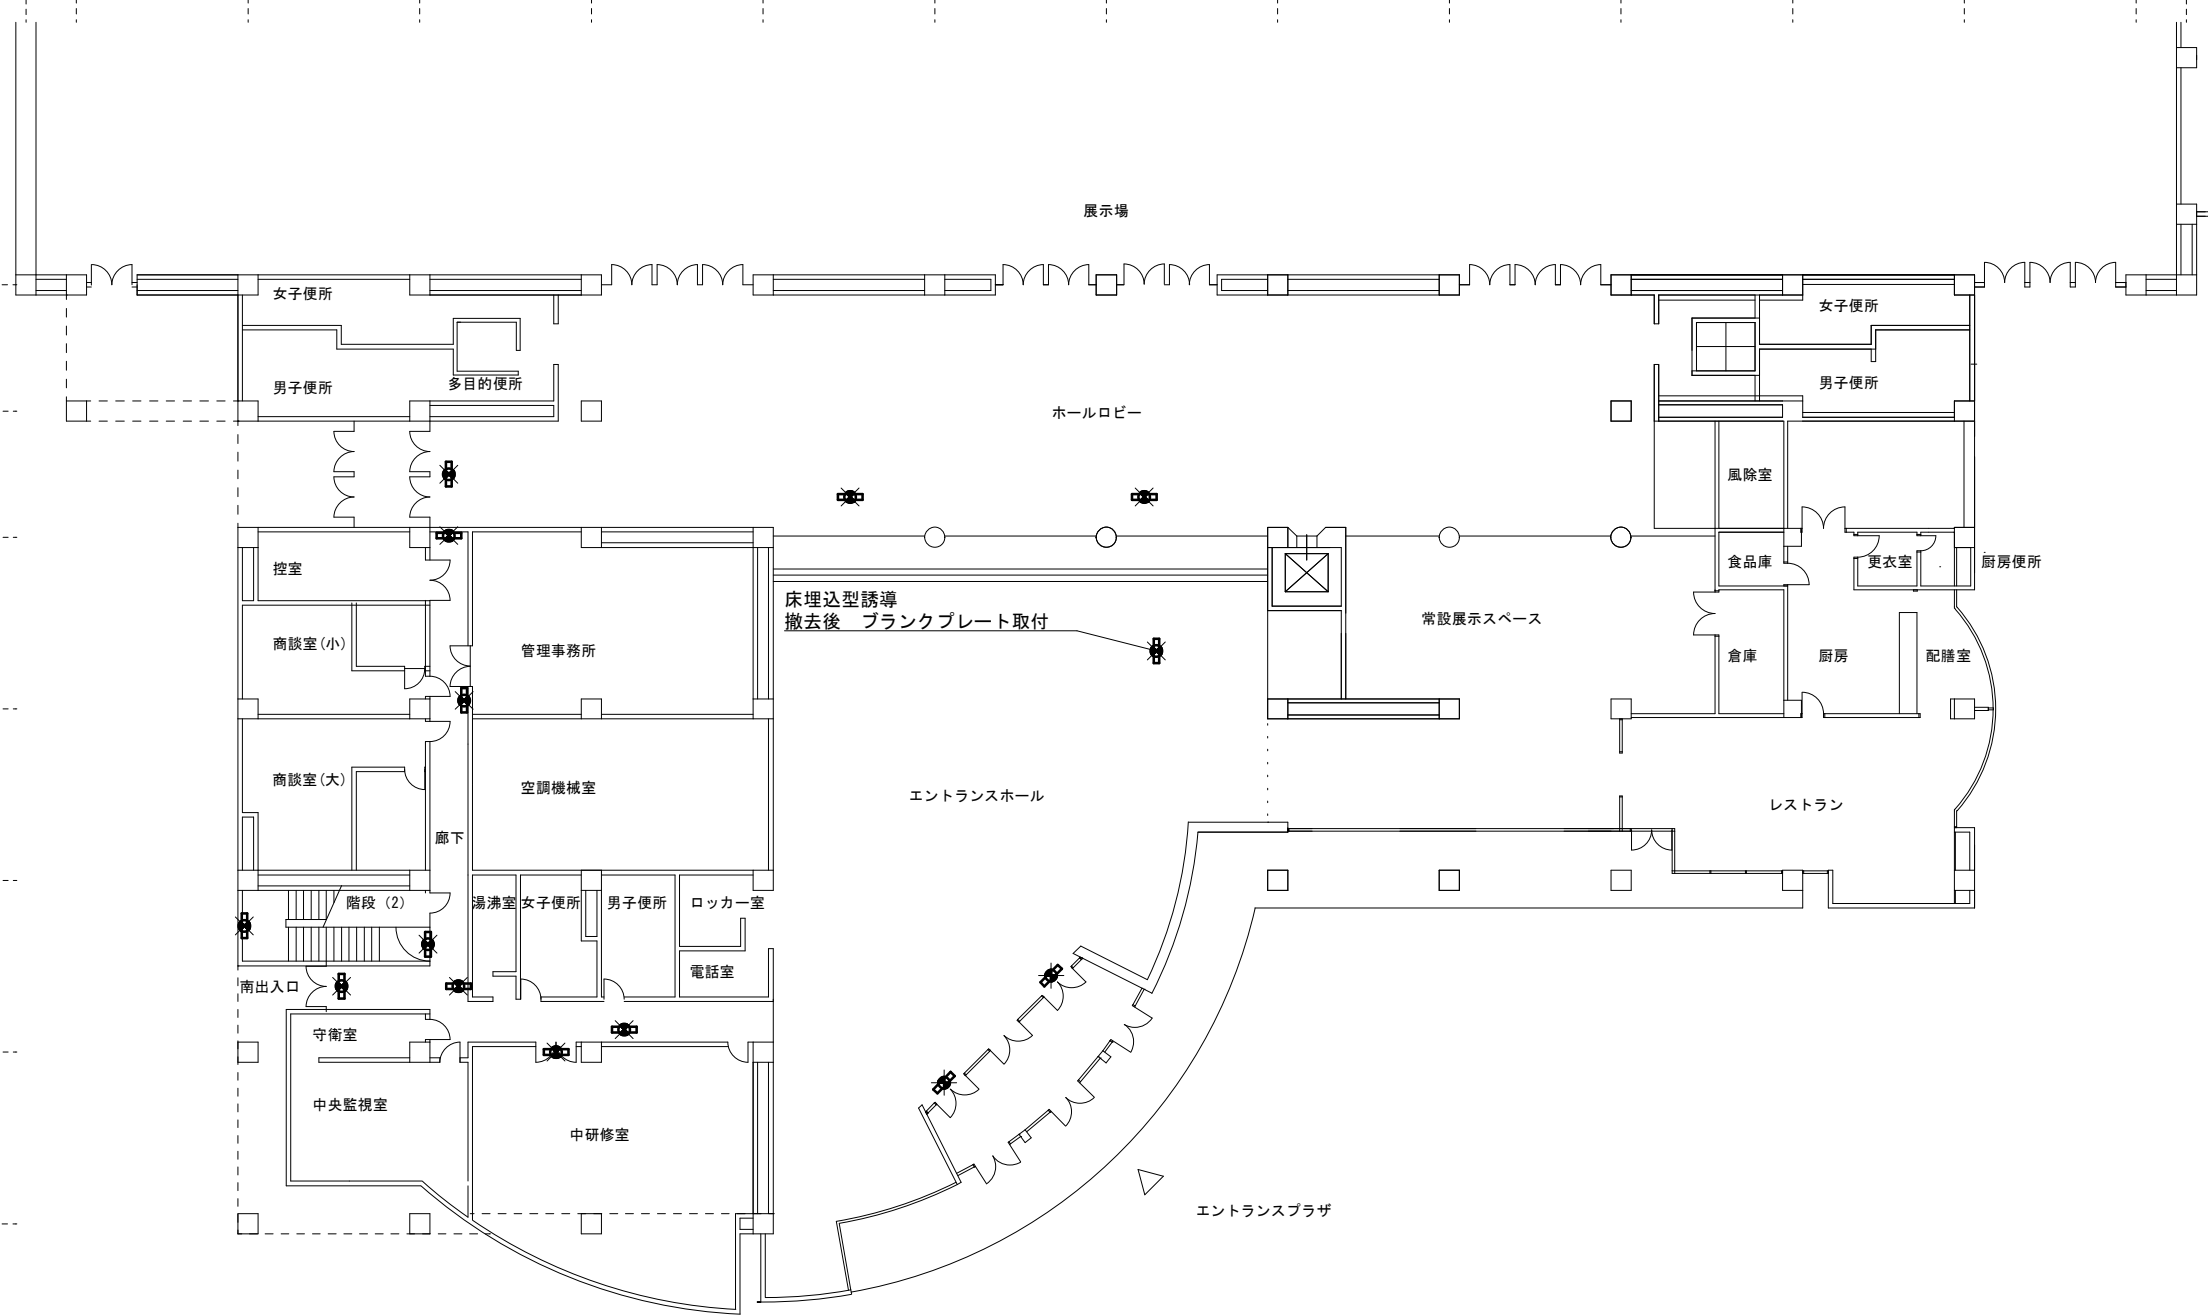 展示場
女子便所
女子便所
男子便所
多目的便所
男子便所
ホールロビー
風除室
控室
食品庫
更衣室
厨房便所
床埋込型誘導
撤去後　ブランクプレート取付
常設展示スペース
商談室(小)
管理事務所
倉庫
厨房
配膳室
商談室(大)
空調機械室
エントランスホール
レストラン
廊下
階段（2）
湯沸室
女子便所
男子便所
ロッカー室
電話室
南出入口
守衛室
中央監視室
中研修室
エントランスプラザ